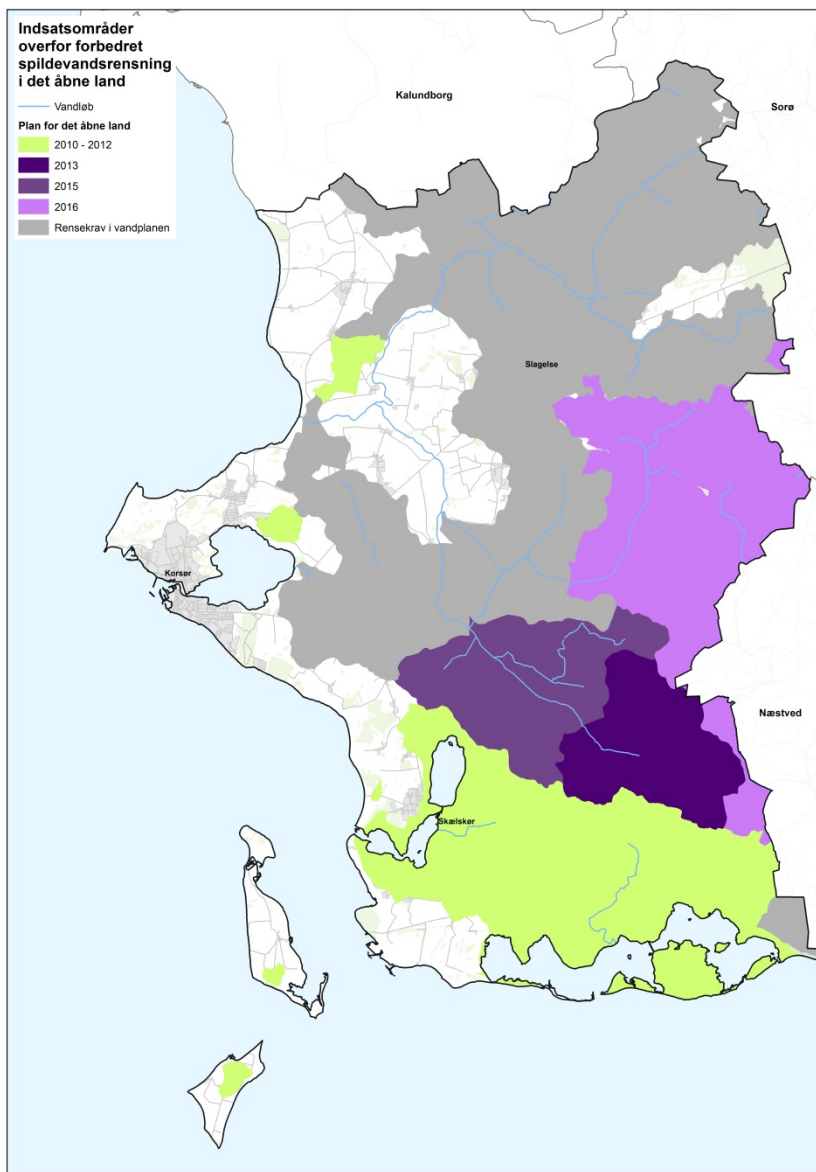 Indsatsområder
overfor forbedret
spildevandsrensning
i det åbne land
Vandløb
Plan for det åbne land
2010 - 2012
2013
2015
2016
Rensekrav i vandplanen
Kalundborg
Sorø
Slagelse
Korsør
Næstved
Skælskør